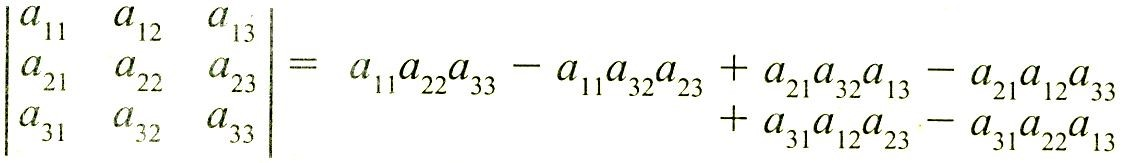 | a₁₁ a₁₂ a₁₃ |
| a₂₁ a₂₂ a₂₃ | = a₁₁a₂₂a₃₃ − a₁₁a₃₂a₂₃ + a₂₁a₃₂a₁₃ − a₂₁a₁₂a₃₃
| a₃₁ a₃₂ a₃₃ | + a₃₁a₁₂a₂₃ − a₃₁a₂₂a₁₃